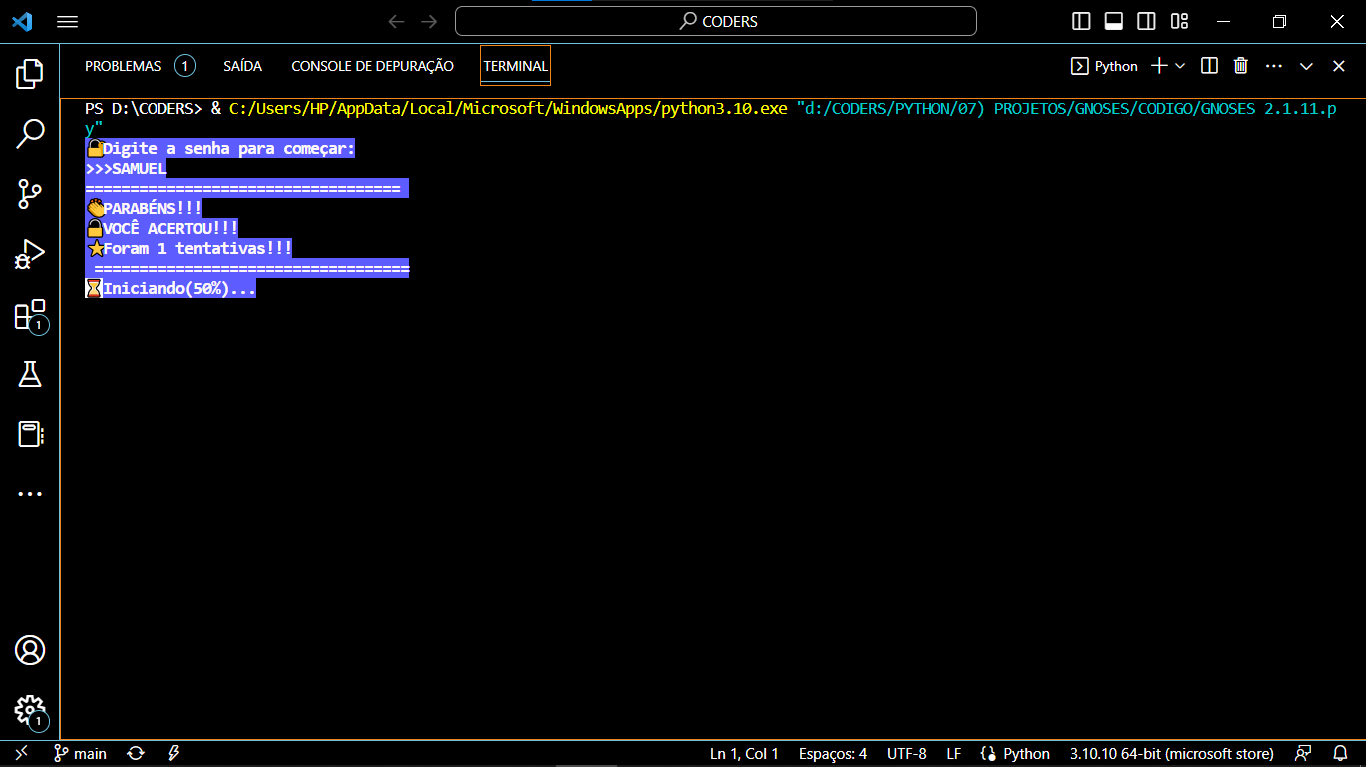 CODERS
PROBLEMAS 1 SAÍDA CONSOLE DE DEPURAÇÃO TERMINAL Python
PS D:\CODERS> & C:/Users/HP/AppData/Local/Microsoft/WindowsApps/python3.10.exe "d:/CODERS/PYTHON/07) PROJETOS/GNOSES/CODIGO/GNOSES 2.1.11.p
y"
🔒Digite a senha para começar:
>>>SAMUEL
===================================
👏PARABÉNS!!!
🔓VOCÊ ACERTOU!!!
⭐Foram 1 tentativas!!!
===================================
⏳Iniciando(50%)...
1
1
main Ln 1, Col 1 Espaços: 4 UTF-8 LF Python 3.10.10 64-bit (microsoft store)